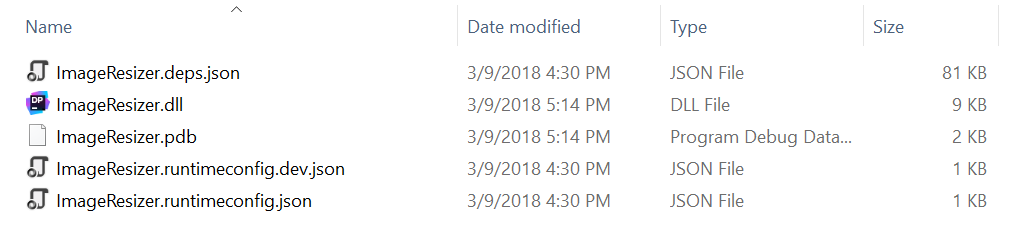 Name Date modified Type Size
ImageResizer.deps.json 3/9/2018 4:30 PM JSON File 81 KB
DP ImageResizer.dll 3/9/2018 5:14 PM DLL File 9 KB
ImageResizer.pdb 3/9/2018 5:14 PM Program Debug Data... 2 KB
ImageResizer.runtimeconfig.dev.json 3/9/2018 4:30 PM JSON File 1 KB
ImageResizer.runtimeconfig.json 3/9/2018 4:30 PM JSON File 1 KB